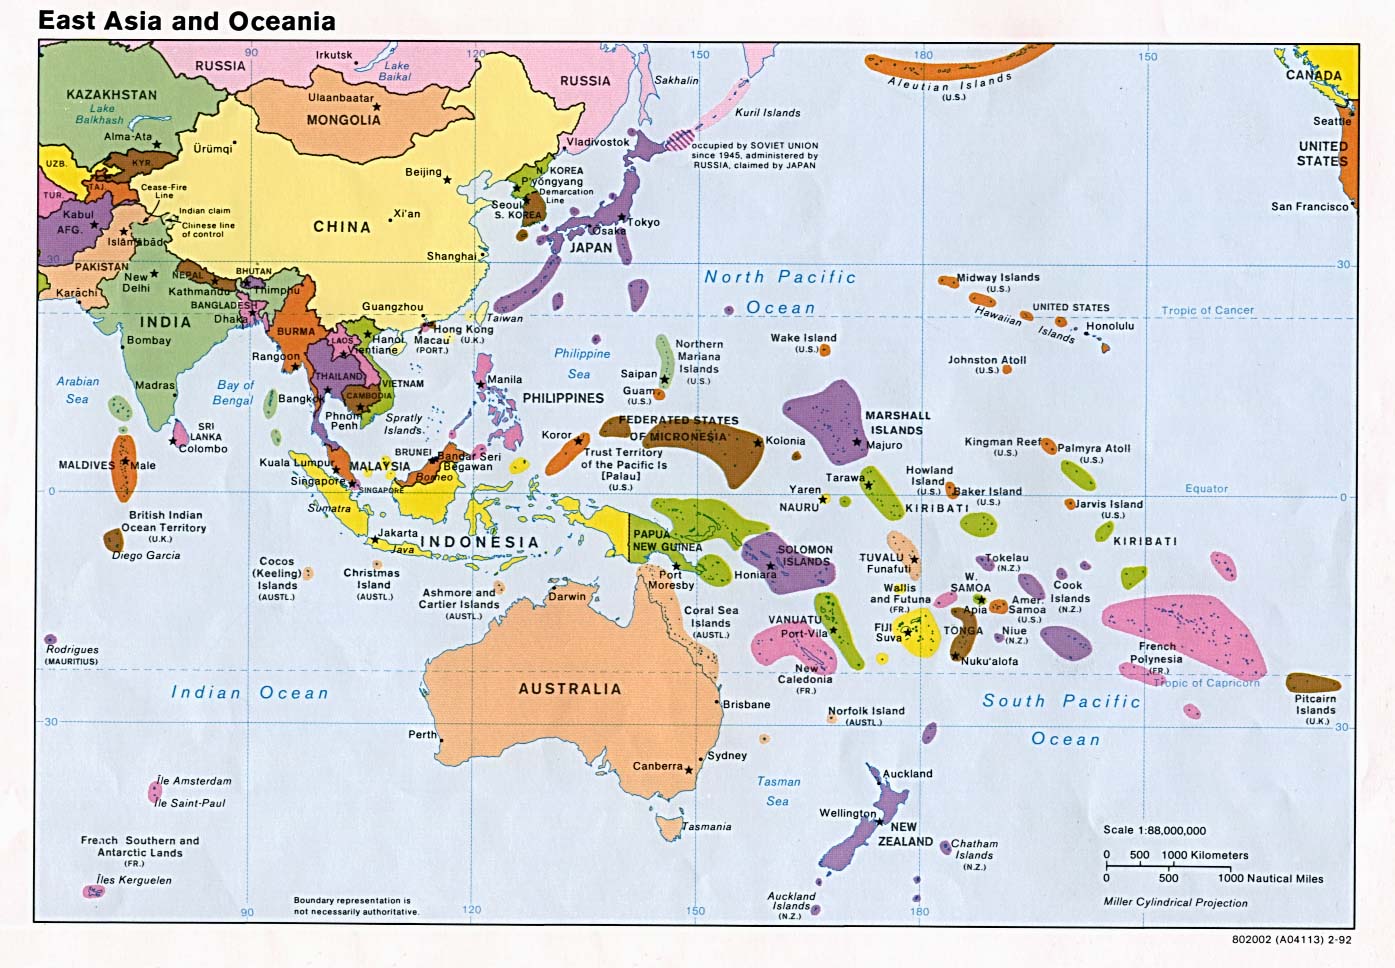 East Asia and Oceania
90
120
150
180
150
RUSSIA
Irkutsk
Lake
Baikal
RUSSIA
Sakhalin
Aleutian Islands
(U.S.)
CANADA
KAZAKHSTAN
Lake
Balkhash
Ulaanbaatar
MONGOLIA
Kuril Islands
Seattle
Alma-Ata
Ürümqi
Vladivostok
occupied by SOVIET UNION
since 1945, administered by
RUSSIA, claimed by JAPAN
UNITED
STATES
UZB.
KYR.
Beijing
N. KOREA
P'yŏngyang
Demarcation
Line
TAJ.
TUR.
Cease-Fire
Line
Seoul
S. KOREA
San Francisco
Kabul
AFG.
Indian claim
Chinese line
of control
Xi'an
CHINA
Tokyo
Ōsaka
JAPAN
Islāmābād
Shanghai
30
30
PAKISTAN
New
Delhi
NEPAL
Kathmandu
BHUTAN
Thimphu
North Pacific
Ocean
Midway Islands
(U.S.)
Karāchi
BANGLADESH
Dhaka
Guangzhou
Taiwan
Hawaiian
Islands
UNITED STATES
Tropic of Cancer
INDIA
BURMA
Hanoi
Macau
(PORT.)
Hong Kong
(U.K.)
Honolulu
Bombay
LAOS
Vientiane
Rangoon
Philippine
Sea
Northern
Mariana
Islands
(U.S.)
Wake Island
(U.S.)
Johnston Atoll
(U.S.)
Arabian
Sea
Madras
Bay of
Bengal
THAILAND
Bangkok
VIETNAM
CAMBODIA
Phnom
Penh
Manila
Saipan
Guam
(U.S.)
PHILIPPINES
Spratly
Islands
MARSHALL
ISLANDS
Majuro
SRI
LANKA
Colombo
FEDERATED STATES
OF MICRONESIA
Kolonia
Koror
Trust Territory
of the Pacific Is
[Palau]
(U.S.)
Kingman Reef
(U.S.)
Palmyra Atoll
(U.S.)
MALDIVES
Male
Kuala Lumpur
MALAYSIA
BRUNEI
Bandar Seri
Begawan
Borneo
Singapore
SINGAPORE
Tarawa
Howland
Island
(U.S.)
Baker Island
(U.S.)
Yaren
NAURU
KIRIBATI
Jarvis Island
(U.S.)
Equator
0
0
Sumatra
British Indian
Ocean Territory
(U.K.)
Diego Garcia
Jakarta
Java
INDONESIA
PAPUA
NEW GUINEA
Port
Moresby
SOLOMON
ISLANDS
Honiara
KIRIBATI
TUVALU
Funafuti
Tokelau
(N.Z.)
Cocos
(Keeling)
Islands
(AUSTL.)
Christmas
Island
(AUSTL.)
Ashmore and
Cartier Islands
(AUSTL.)
Darwin
Coral Sea
Islands
(AUSTL.)
Wallis
and Futuna
(FR.)
W.
SAMOA
Apia
Amer.
Samoa
(U.S.)
Cook
Islands
(N.Z.)
VANUATU
Port-Vila
FIJI
Suva
TONGA
Niue
(N.Z.)
Nuku'alofa
Rodrigues
(MAURITIUS)
New
Caledonia
(FR.)
French
Polynesia
(FR.)
Tropic of Capricorn
Indian Ocean
AUSTRALIA
South Pacific
Ocean
Pitcairn
Islands
(U.K.)
Brisbane
Norfolk Island
(AUSTL.)
30
30
Perth
Sydney
Canberra
Tasman
Sea
Auckland
Île Amsterdam
Île Saint-Paul
Tasmania
Wellington
NEW
ZEALAND
Chatham
Islands
(N.Z.)
French Southern and
Antarctic Lands
(FR.)
Îles Kerguelen
Auckland
Islands
(N.Z.)
Scale 1:88,000,000
0 500 1000 Kilometers
0 500 1000 Nautical Miles
Miller Cylindrical Projection
Boundary representation is
not necessarily authoritative.
90
120
150
180
802002 (A04113) 2-92